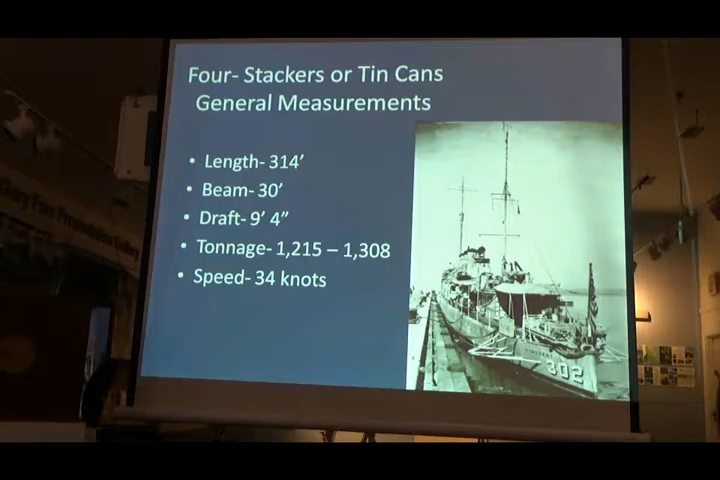 Four- Stackers or Tin Cans
General Measurements
• Length- 314’
• Beam- 30’
• Draft- 9’ 4”
• Tonnage- 1,215 – 1,308
• Speed- 34 knots
302
Gallery